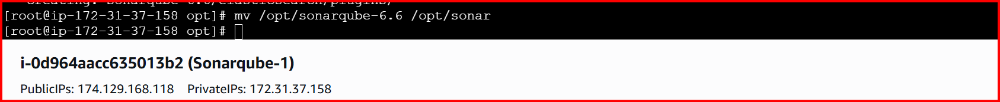 [root@ip-172-31-37-158 opt]# mv /opt/sonarqube-6.6 /opt/sonar
[root@ip-172-31-37-158 opt]#
i-0d964aacc635013b2 (Sonarqube-1)
PublicIPs: 174.129.168.118 PrivateIPs: 172.31.37.158